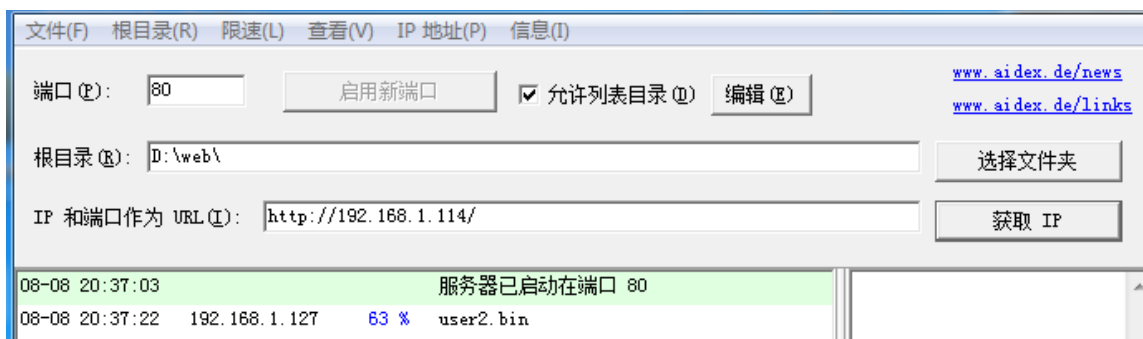 文件(F) 根目录(R) 限速(L) 查看(V) IP 地址(P) 信息(I)
端口(P): 80 启用新端口 允许列表目录(D) 编辑(E) www.aidex.de/news
www.aidex.de/links
根目录(R): D:\web\ 选择文件夹
IP 和端口作为 URL(I): http://192.168.1.114/ 获取 IP
08-08 20:37:03 服务器已启动在端口 80
08-08 20:37:22 192.168.1.127 63 % user2.bin